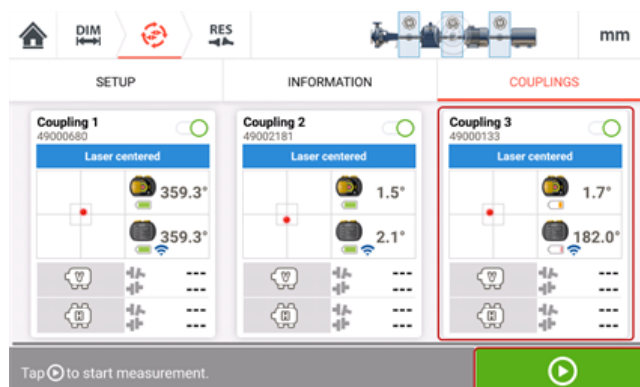 DIM
RES
mm
SETUP
INFORMATION
COUPLINGS
Coupling 1
49000680
Laser centered
359.3°
359.3°
V
---
---
H
---
---
Coupling 2
49002181
Laser centered
1.5°
2.1°
V
---
---
H
---
---
Coupling 3
49000133
Laser centered
1.7°
182.0°
V
---
---
H
---
---
Tap to start measurement.